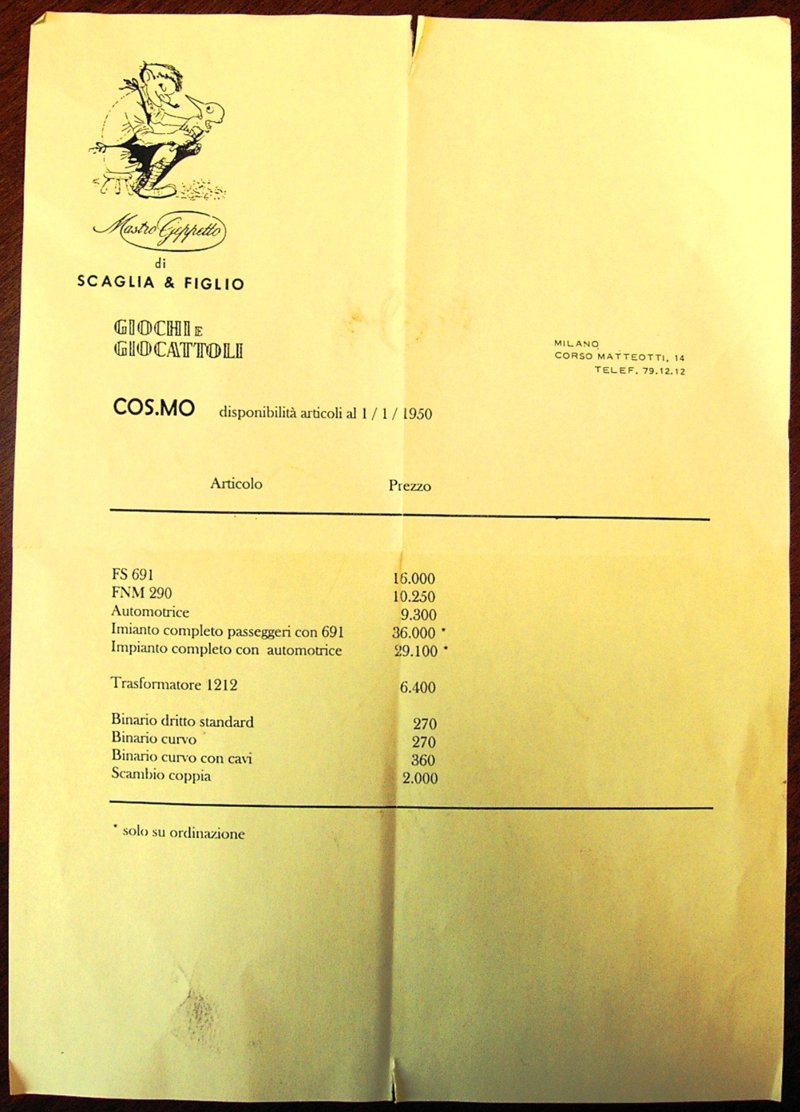 Mastro Geppetto
di
SCAGLIA & FIGLIO
GIOCHI E
GIOCATTOLI
MILANO
CORSO MATTEOTTI, 14
TELEF. 79.12.12
COS.MO disponibilità articoli al 1 / 1 / 1950
Articolo Prezzo
FS 691 16.000
FNM 290 10.250
Automotrice 9.300
Imianto completo passeggeri con 691 36.000 *
Impianto completo con automotrice 29.100 *
Trasformatore 1212 6.400
Binario dritto standard 270
Binario curvo 270
Binario curvo con cavi 360
Scambio coppia 2.000
* solo su ordinazione